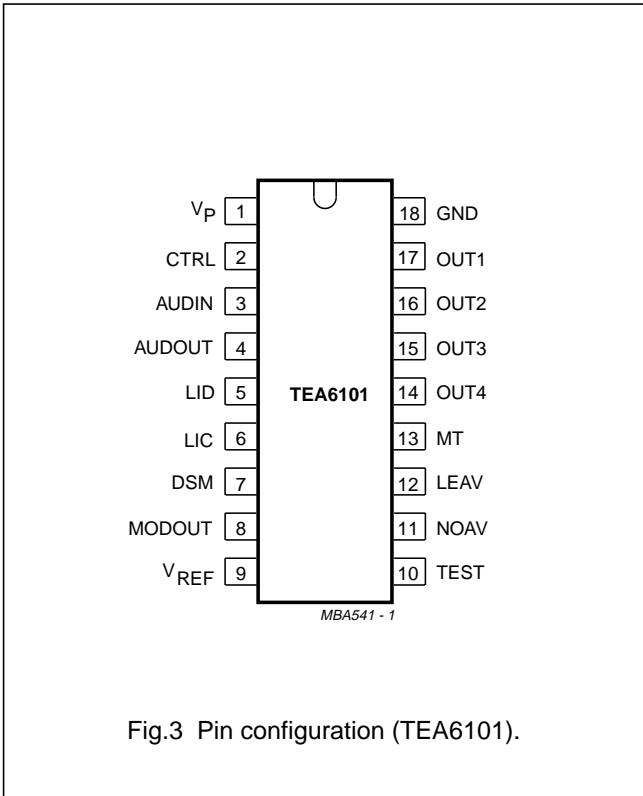 VP 1 18 GND
CTRL 2 17 OUT1
AUDIN 3 16 OUT2
AUDOUT 4 15 OUT3
LID 5 TEA6101 14 OUT4
LIC 6 13 MT
DSM 7 12 LEAV
MODOUT 8 11 NOAV
VREF 9 10 TEST
MBA541 - 1
Fig.3 Pin configuration (TEA6101).